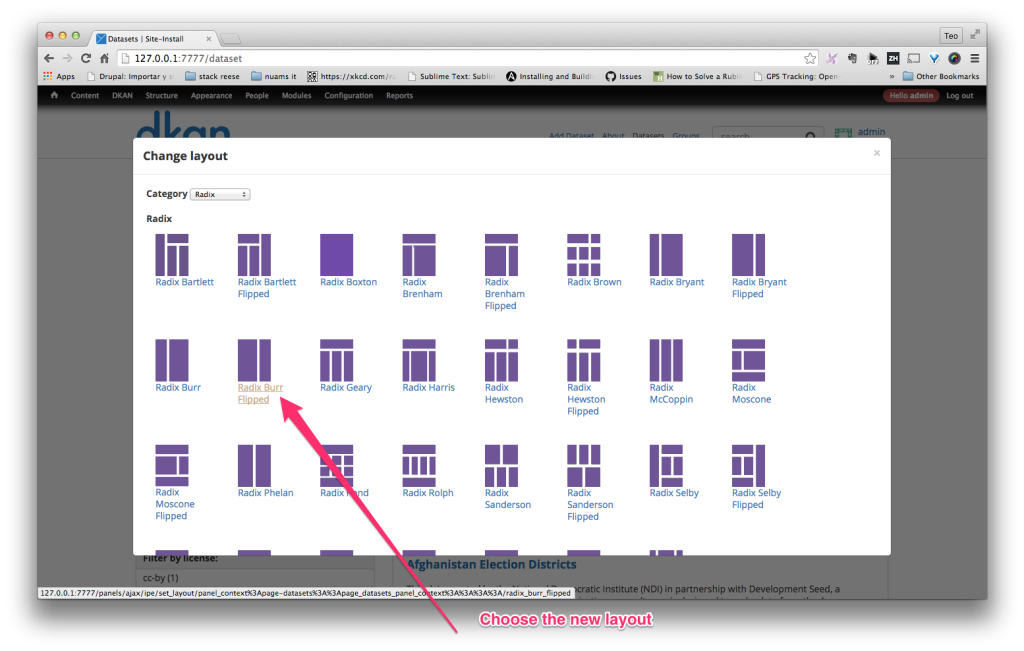 Datasets | Site-Install
Teo
127.0.0.1:7777/dataset
Apps
Drupal: Importar y s
stack reese
nuams it
https://xkcd.com/ra
Sublime Text: Sublim
Installing and Buildi
Issues
How to Solve a Rubi
GPS Tracking: Open
»
Other Bookmarks
Content
DKAN
Structure
Appearance
People
Modules
Configuration
Reports
Hello admin
Log out
dkan
Add Dataset
About
Datasets
Groups
search
admin
Change layout
×
Category Radix
Radix
Radix Bartlett
Radix Bartlett
Flipped
Radix Boxton
Radix
Brenham
Radix
Brenham
Flipped
Radix Brown
Radix Bryant
Radix Bryant
Flipped
Radix Burr
Radix Burr
Flipped
Radix Geary
Radix Harris
Radix
Hewston
Radix
Hewston
Flipped
Radix
McCoppin
Radix
Moscone
Radix
Moscone
Flipped
Radix Phelan
Radix
Radix Rolph
Radix
Sanderson
Radix
Sanderson
Flipped
Radix Selby
Radix Selby
Flipped
Filter by license:
cc-by (1)
Afghanistan Election Districts
cratic Institute (NDI) in partnership with Development Seed, a
127.0.0.1:7777/panels/ajax/ipe/set_layout/panel_context%3Apage-datasets%3A%3Apage_datasets_panel_context%3A%3A%3A%3A/radix_burr_flipped
Choose the new layout